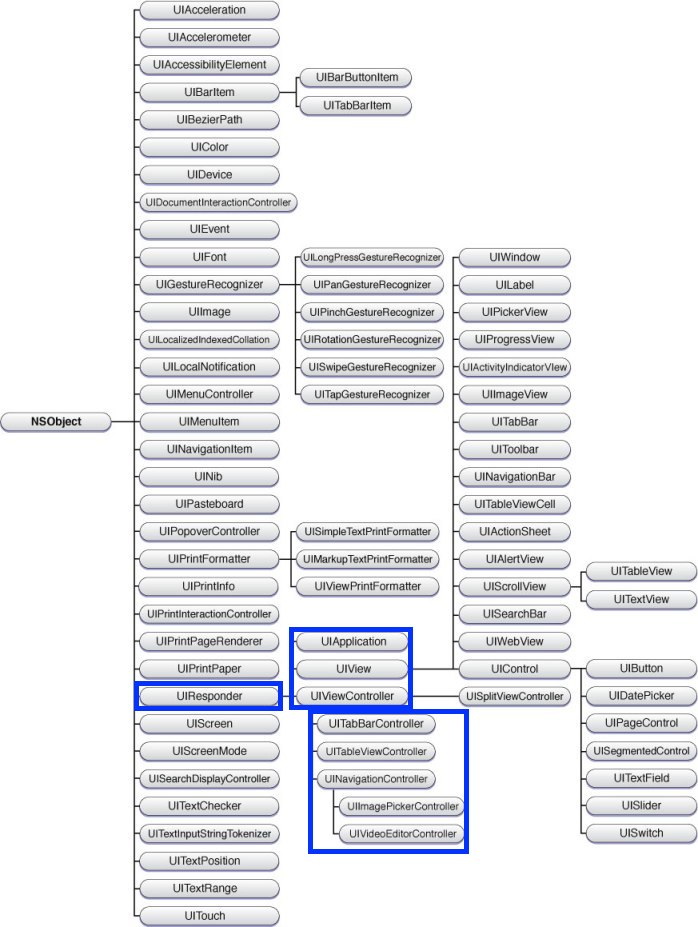 UIAcceleration
UIAccelerometer
UIAccessibilityElement
UIBarItem
UIBarButtonItem
UITabBarItem
UIBezierPath
UIColor
UIDevice
UIDocumentInteractionController
UIEvent
UIFont
UIGestureRecognizer
UIImage
UILocalizedIndexedCollation
UILocalNotification
UIMenuController
NSObject
UIMenuItem
UINavigationItem
UINib
UIPasteboard
UIPopoverController
UIPrintFormatter
UIPrintInfo
UIPrintInteractionController
UIPrintPageRenderer
UIPrintPaper
UIResponder
UIScreen
UIScreenMode
UISearchDisplayController
UITextChecker
UITextInputStringTokenizer
UITextPosition
UITextRange
UITouch
UILongPressGestureRecognizer
UIPanGestureRecognizer
UIPinchGestureRecognizer
UIRotationGestureRecognizer
UISwipeGestureRecognizer
UITapGestureRecognizer
UISimpleTextPrintFormatter
UIMarkupTextPrintFormatter
UIViewPrintFormatter
UIApplication
UIView
UIViewController
UITabBarController
UITableViewController
UINavigationController
UIImagePickerController
UIVideoEditorController
UIWindow
UILabel
UIPickerView
UIProgressView
UIActivityIndicatorVIew
UIImageView
UITabBar
UIToolbar
UINavigationBar
UITableViewCell
UIActionSheet
UIAlertView
UIScrollView
UISearchBar
UIWebView
UIControl
UISplitViewController
UITableView
UITextView
UIButton
UIDatePicker
UIPageControl
UISegmentedControl
UITextField
UISlider
UISwitch